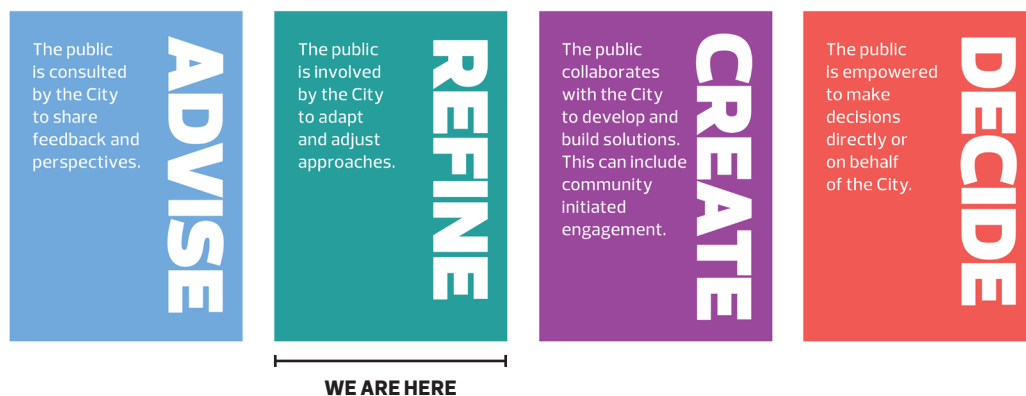 The public
is consulted
by the City
to share
feedback and
perspectives.
ADVISE
The public
is involved
by the City
to adapt
and adjust
approaches.
REFINE
The public
collaborates
with the City
to develop and
build solutions.
This can include
community
initiated
engagement.
CREATE
The public
is empowered
to make
decisions
directly or
on behalf
of the City.
DECIDE
WE ARE HERE